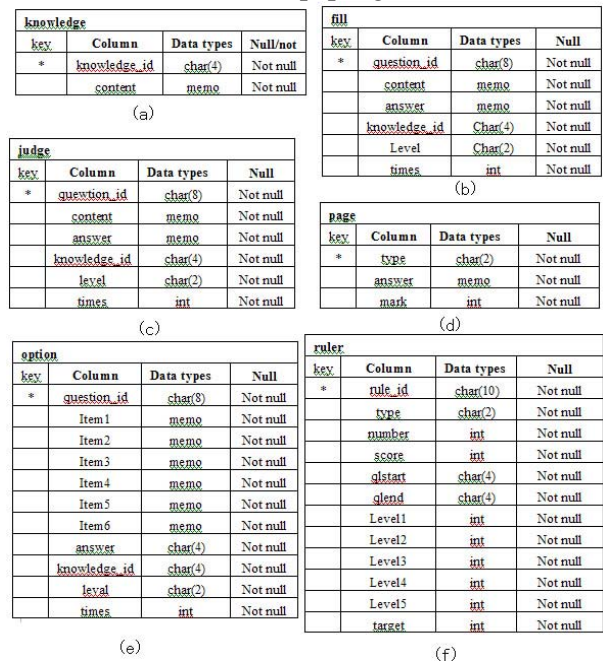 knowledge
key Column Data types Null/not
* knowledge_id char(4) Not null
content memo Not null
(a)
fill
key Column Data types Null
* question_id char(8) Not null
content memo Not null
answer memo Not null
knowledge_id Char(4) Not null
Level Char(2) Not null
times int Not null
(b)
judge
key Column Data types Null
* quewtion_id char(8) Not null
content memo Not null
answer memo Not null
knowledge_id char(4) Not null
level char(2) Not null
times int Not null
(c)
page
key Column Data types Null
* type char(2) Not null
answer memo Not null
mark int Not null
(d)
option
key Column Data types Null
* question_id char(8) Not null
Item1 memo Not null
Item2 memo Not null
Item3 memo Not null
Item4 memo Not null
Item5 memo Not null
Item6 memo Not null
answer char(4) Not null
knowledge_id char(4) Not null
leval char(2) Not null
times int Not null
(e)
ruler
key Column Data types Null
* rule_id char(10) Not null
type char(2) Not null
number int Not null
score int Not null
qlstart char(4) Not null
qlend char(4) Not null
Level1 int Not null
Level2 int Not null
Level3 int Not null
Level4 int Not null
Level5 int Not null
target int Not null
(f)